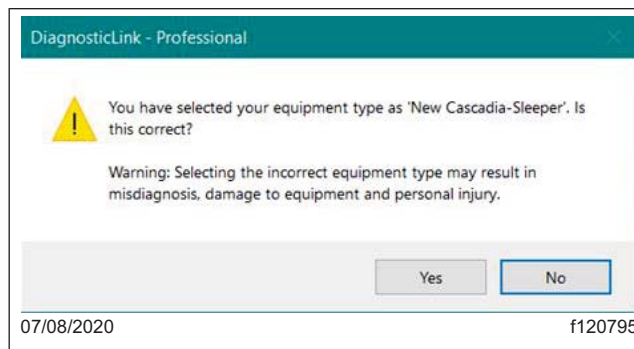 DiagnosticLink - Professional
You have selected your equipment type as 'New Cascadia-Sleeper'. Is
this correct?
Warning: Selecting the incorrect equipment type may result in
misdiagnosis, damage to equipment and personal injury.
Yes No
07/08/2020 f120795